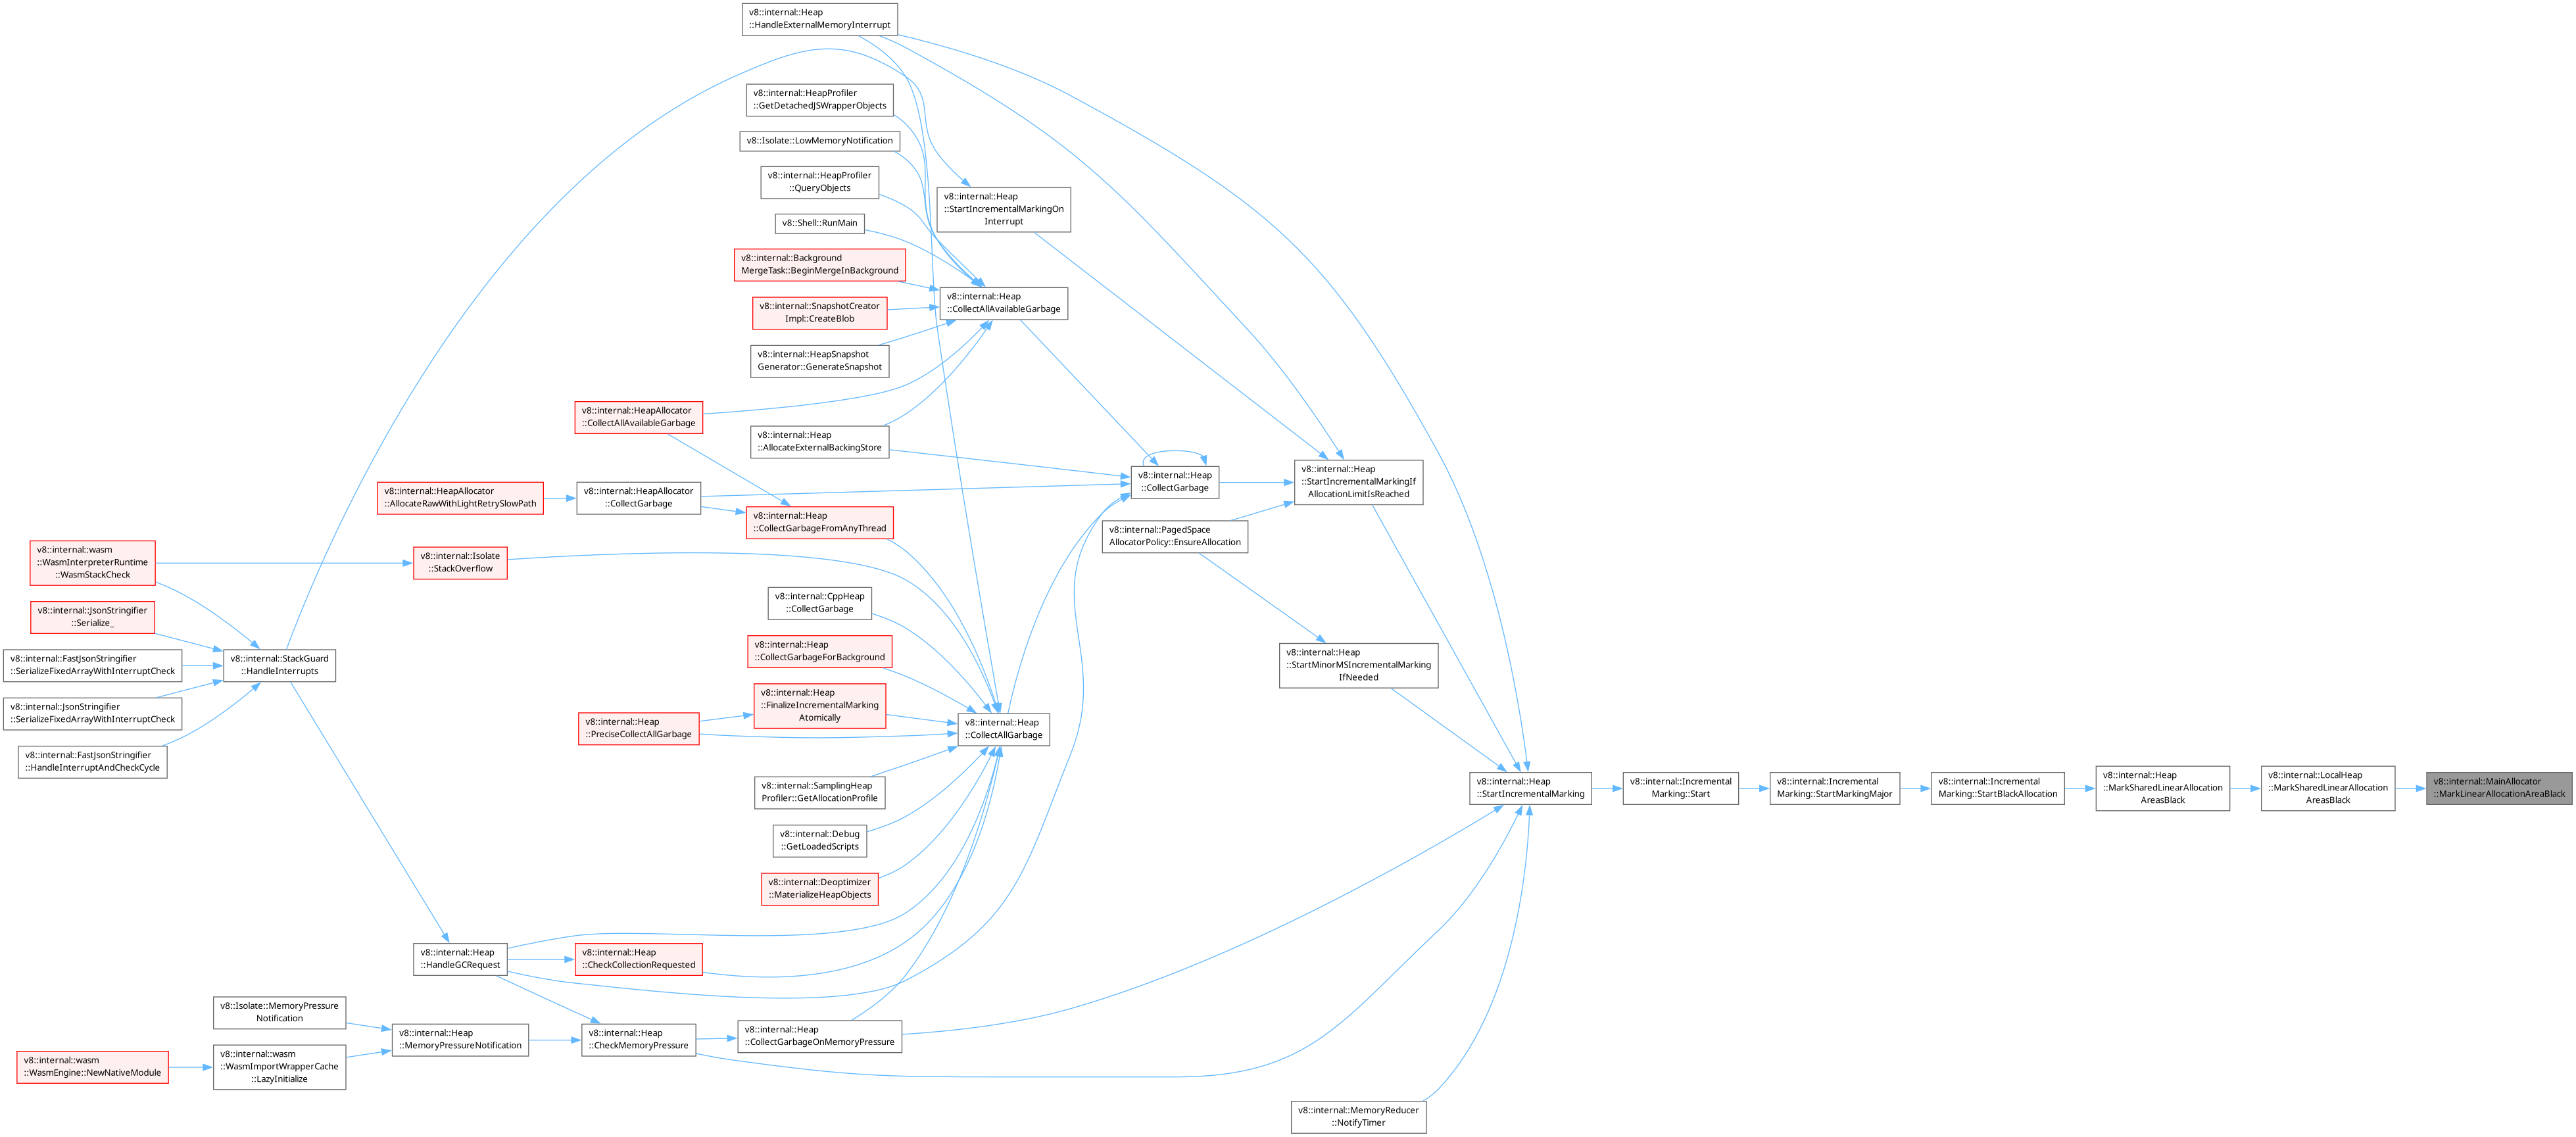 v8::internal::Heap
::HandleExternalMemoryInterrupt
v8::internal::HeapProfiler
::GetDetachedJSWrapperObjects
v8::Isolate::LowMemoryNotification
v8::internal::HeapProfiler
::QueryObjects
v8::Shell::RunMain
v8::internal::Background
MergeTask::BeginMergeInBackground
v8::internal::SnapshotCreator
Impl::CreateBlob
v8::internal::HeapSnapshot
Generator::GenerateSnapshot
v8::internal::Heap
::StartIncrementalMarkingOn
Interrupt
v8::internal::Heap
::CollectAllAvailableGarbage
v8::internal::HeapAllocator
::CollectAllAvailableGarbage
v8::internal::Heap
::AllocateExternalBackingStore
v8::internal::HeapAllocator
::AllocateRawWithLightRetrySlowPath
v8::internal::HeapAllocator
::CollectGarbage
v8::internal::Heap
::CollectGarbageFromAnyThread
v8::internal::Heap
::CollectGarbage
v8::internal::PagedSpace
AllocatorPolicy::EnsureAllocation
v8::internal::Heap
::StartIncrementalMarkingIf
AllocationLimitIsReached
v8::internal::wasm
::WasmInterpreterRuntime
::WasmStackCheck
v8::internal::Isolate
::StackOverflow
v8::internal::JsonStringifier
::Serialize_
v8::internal::FastJsonStringifier
::SerializeFixedArrayWithInterruptCheck
v8::internal::JsonStringifier
::SerializeFixedArrayWithInterruptCheck
v8::internal::FastJsonStringifier
::HandleInterruptAndCheckCycle
v8::internal::StackGuard
::HandleInterrupts
v8::internal::CppHeap
::CollectGarbage
v8::internal::Heap
::CollectGarbageForBackground
v8::internal::Heap
::FinalizeIncrementalMarking
Atomically
v8::internal::Heap
::PreciseCollectAllGarbage
v8::internal::Heap
::CollectAllGarbage
v8::internal::SamplingHeap
Profiler::GetAllocationProfile
v8::internal::Debug
::GetLoadedScripts
v8::internal::Deoptimizer
::MaterializeHeapObjects
v8::internal::Heap
::StartMinorMSIncrementalMarking
IfNeeded
v8::internal::Heap
::StartIncrementalMarking
v8::internal::Incremental
Marking::Start
v8::internal::Incremental
Marking::StartMarkingMajor
v8::internal::Incremental
Marking::StartBlackAllocation
v8::internal::Heap
::MarkSharedLinearAllocation
AreasBlack
v8::internal::LocalHeap
::MarkSharedLinearAllocation
AreasBlack
v8::internal::MainAllocator
::MarkLinearAllocationAreaBlack
v8::internal::Heap
::HandleGCRequest
v8::internal::Heap
::CheckCollectionRequested
v8::Isolate::MemoryPressure
Notification
v8::internal::wasm
::WasmEngine::NewNativeModule
v8::internal::wasm
::WasmImportWrapperCache
::LazyInitialize
v8::internal::Heap
::MemoryPressureNotification
v8::internal::Heap
::CheckMemoryPressure
v8::internal::Heap
::CollectGarbageOnMemoryPressure
v8::internal::MemoryReducer
::NotifyTimer